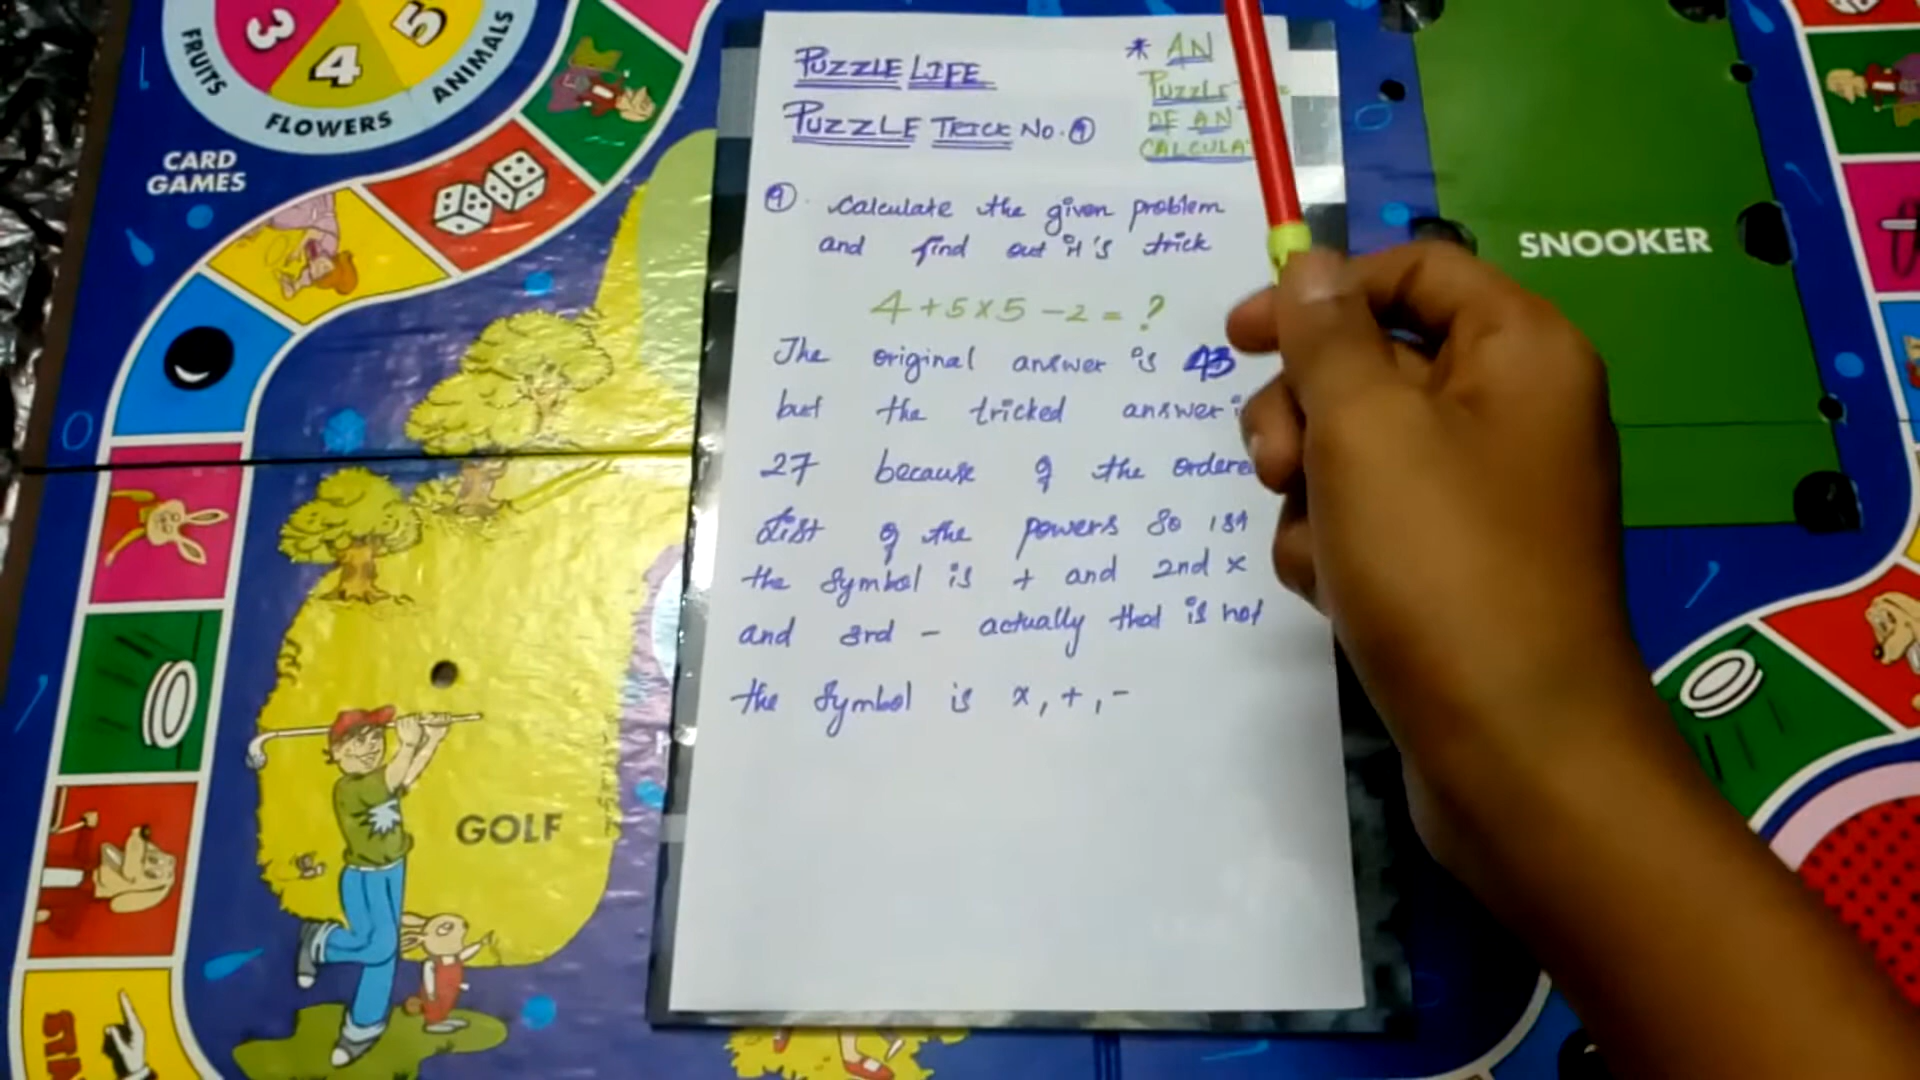 3
4
5
FRUITS
FLOWERS
ANIMALS
CARD
GAMES
PUZZLE LIFE
PUZZLE TRICK No. 9
* AN
PUZZLE
OF AN
CALCULA
9. Calculate the given problem
and find out it's trick
4+5x5-2=?
The original answer is 43
but the tricked answer i
27 because of the ordered
List of the powers So 1st
the symbol is + and 2nd x
and 3rd - actually that is not
the symbol is x, +, -
SNOOKER
GOLF